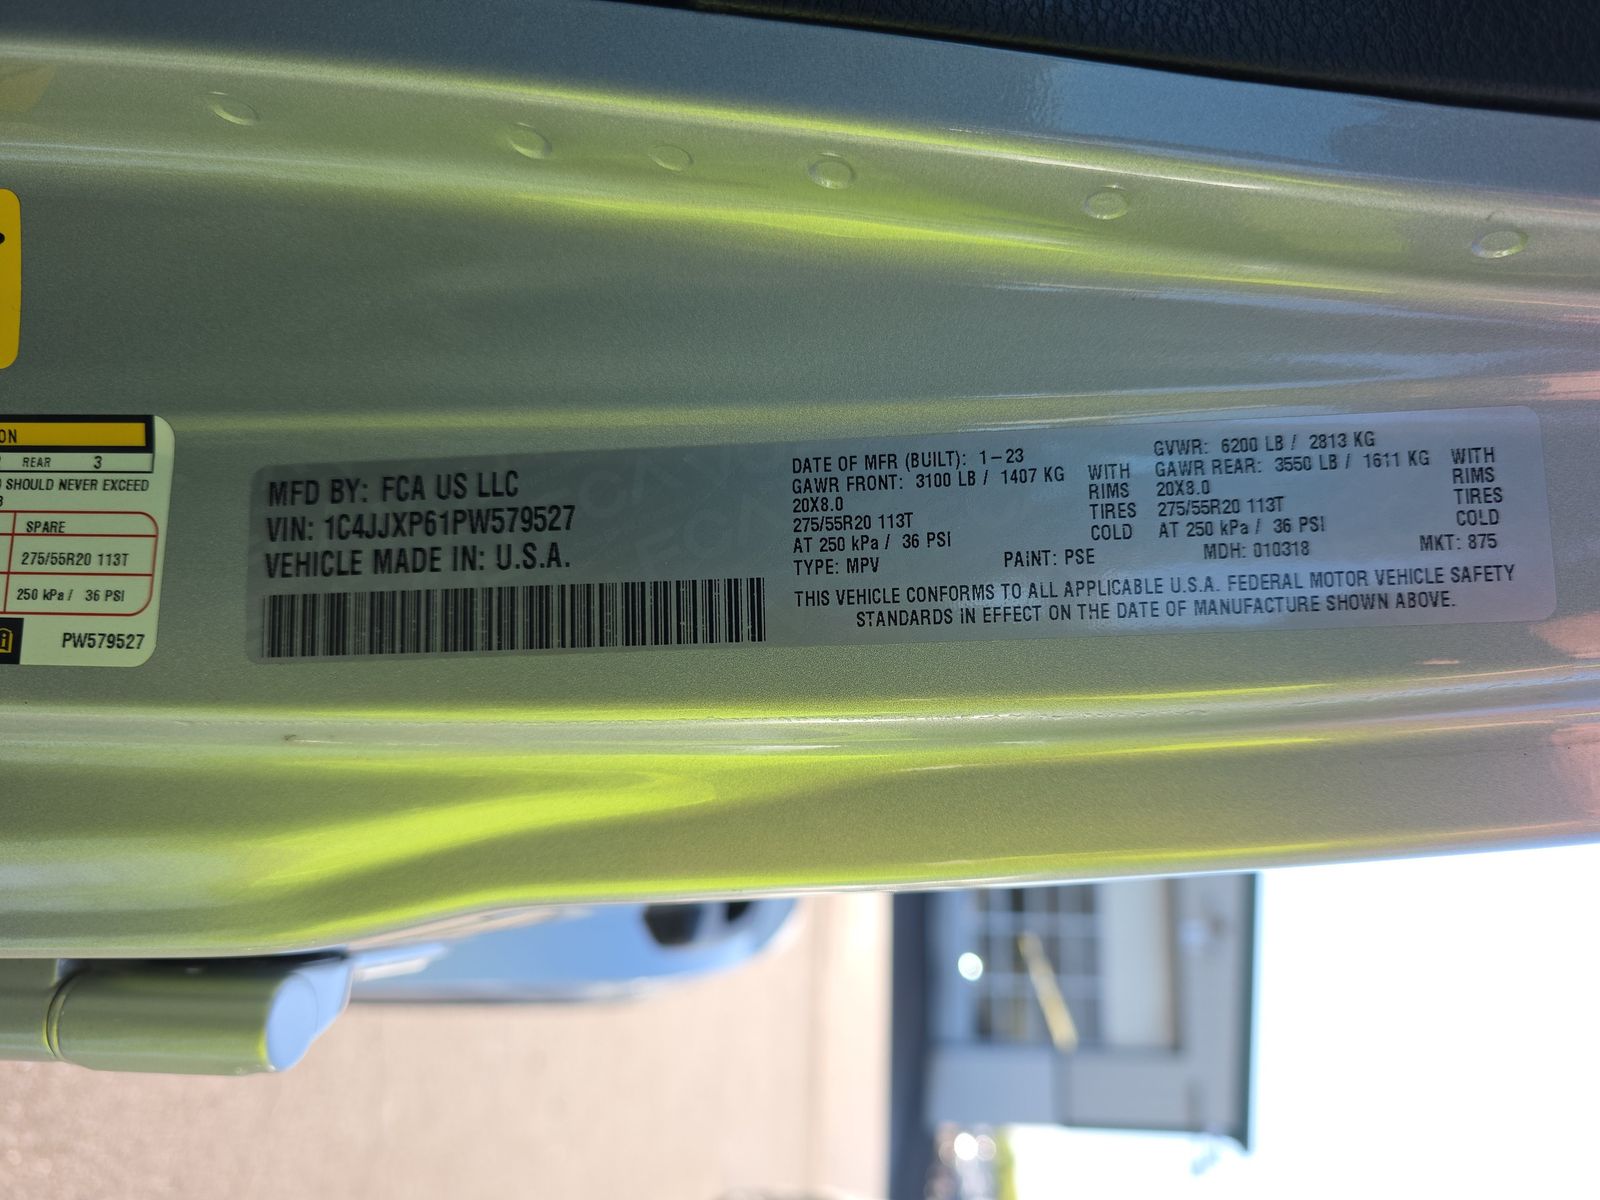 ON
REAR 3
SHOULD NEVER EXCEED
SPARE
275/55R20 113T
250 kPa / 36 PSI
PW579527
MFD BY: FCA US LLC
VIN: 1C4JJXP61PW579527
VEHICLE MADE IN: U.S.A.
DATE OF MFR (BUILT): 1-23
GAWR FRONT: 3100 LB / 1407 KG WITH
20X8.0 RIMS
275/55R20 113T TIRES
AT 250 kPa / 36 PSI COLD
TYPE: MPV PAINT: PSE
GVWR: 6200 LB / 2813 KG
GAWR REAR: 3550 LB / 1611 KG WITH
20X8.0 RIMS
275/55R20 113T TIRES
AT 250 kPa / 36 PSI COLD
MDH: 010318 MKT: 875
THIS VEHICLE CONFORMS TO ALL APPLICABLE U.S.A. FEDERAL MOTOR VEHICLE SAFETY
STANDARDS IN EFFECT ON THE DATE OF MANUFACTURE SHOWN ABOVE.